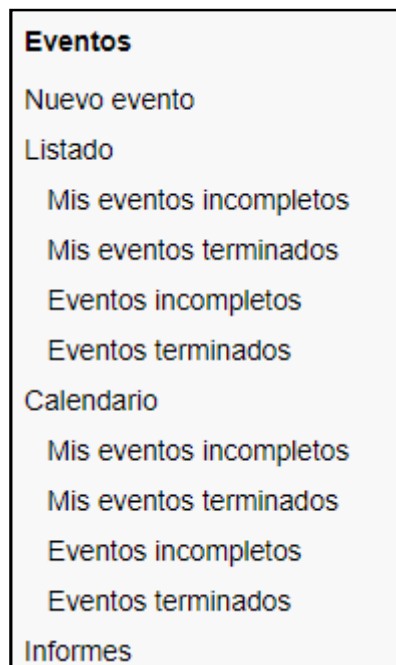 Eventos
Nuevo evento
Listado
Mis eventos incompletos
Mis eventos terminados
Eventos incompletos
Eventos terminados
Calendario
Mis eventos incompletos
Mis eventos terminados
Eventos incompletos
Eventos terminados
Informes